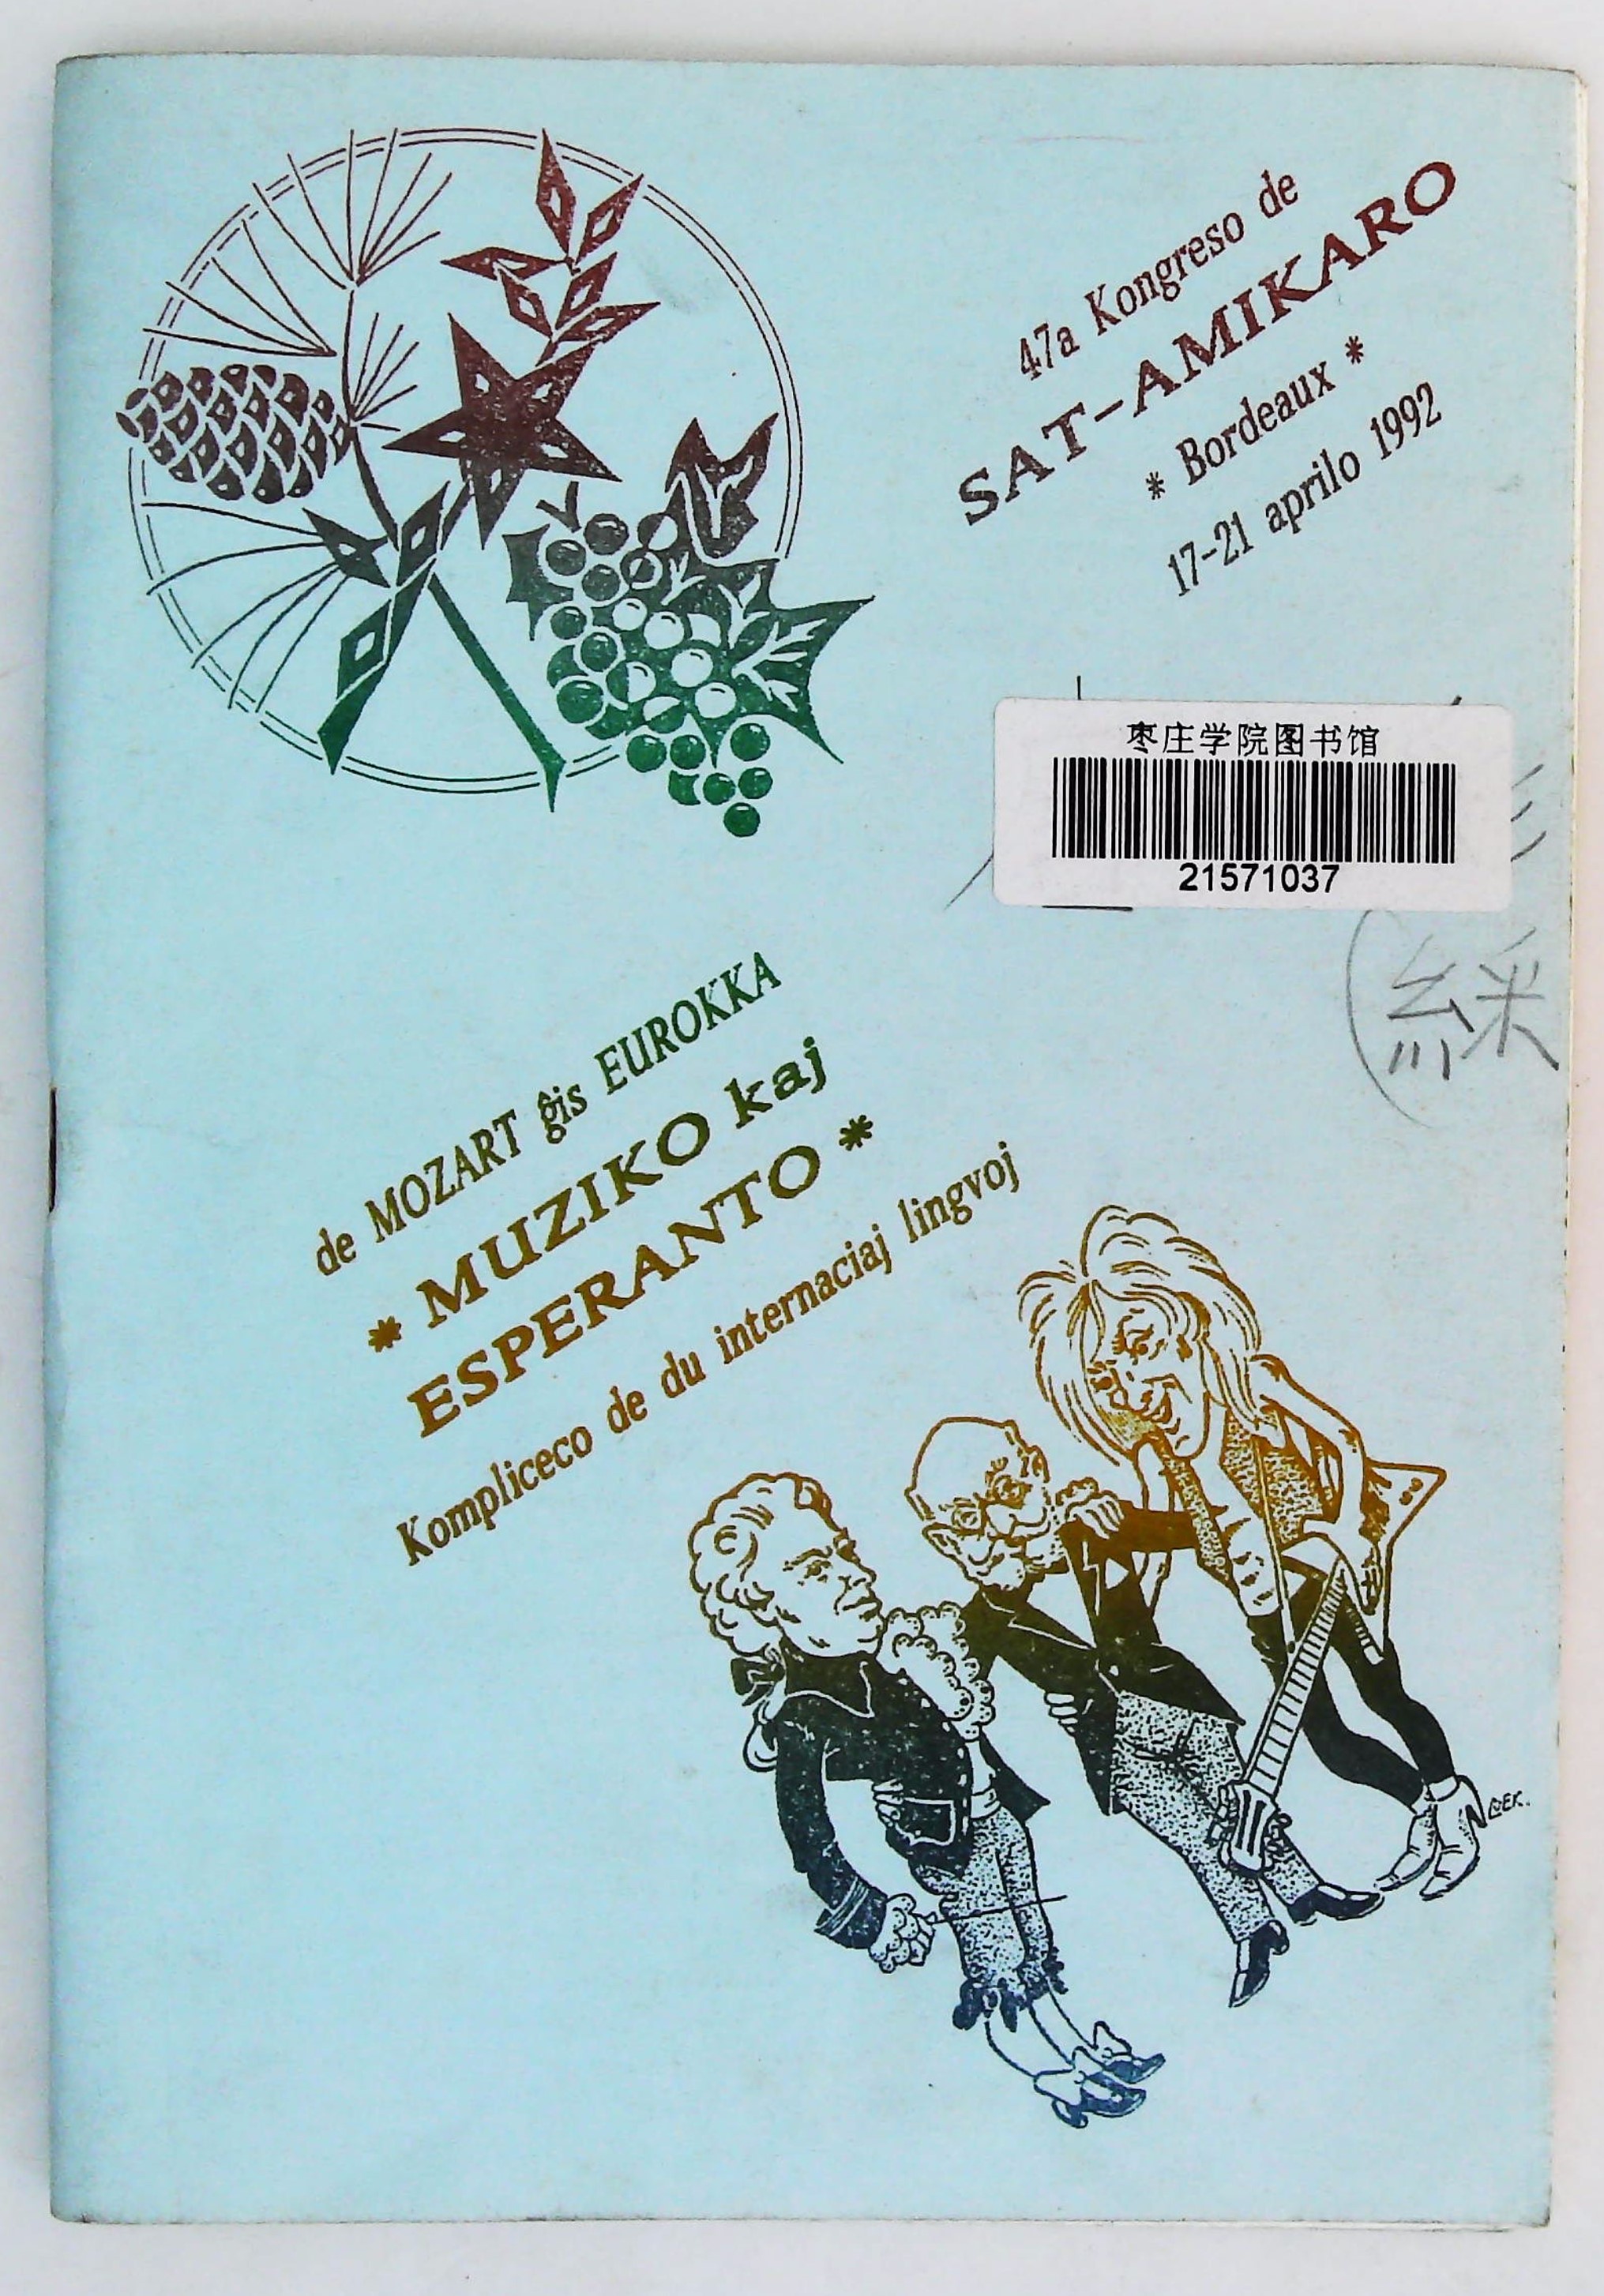 47a Kongreso de
SAT-AMIKARO
* Bordeaux *
17-21 aprilo 1992
枣庄学院图书馆
21571037
(綵
de MOZART ĝis EUROKKA
* MUZIKO kaj
ESPERANTO *
Kompliceco de du internaciaj lingvoj